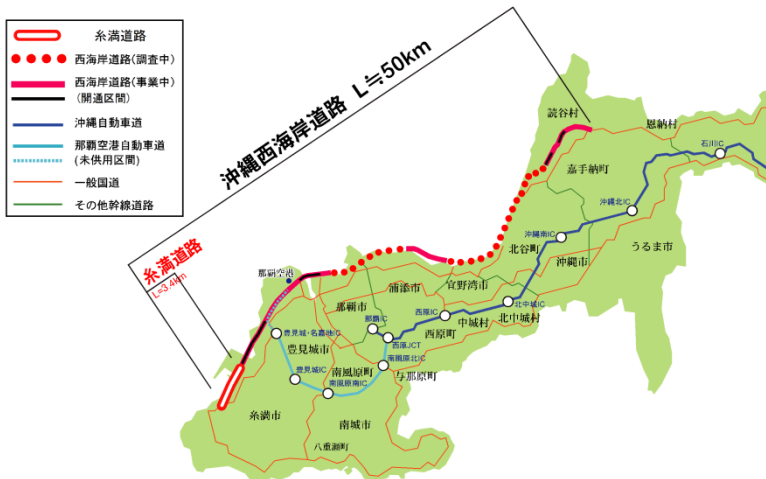 糸満道路
西海岸道路(調査中)
西海岸道路(事業中)
(開通区間)
沖縄自動車道
那覇空港自動車道
(未供用区間)
一般国道
その他幹線道路
沖縄西海岸道路 L≒50km
糸満道路
L=3.4km
読谷村
恩納村
石川IC
嘉手納町
沖縄北IC
沖縄南IC
北谷町
うるま市
沖縄市
那覇空港
宜野湾市
浦添市
北中城IC
那覇市
西原IC
北中城村
中城村
那覇IC
西原町
豊見城・名嘉地IC
西原JCT
豊見城市
南風原北IC
南風原町
与那原町
豊見城IC
南風原南IC
糸満市
南城市
八重瀬町